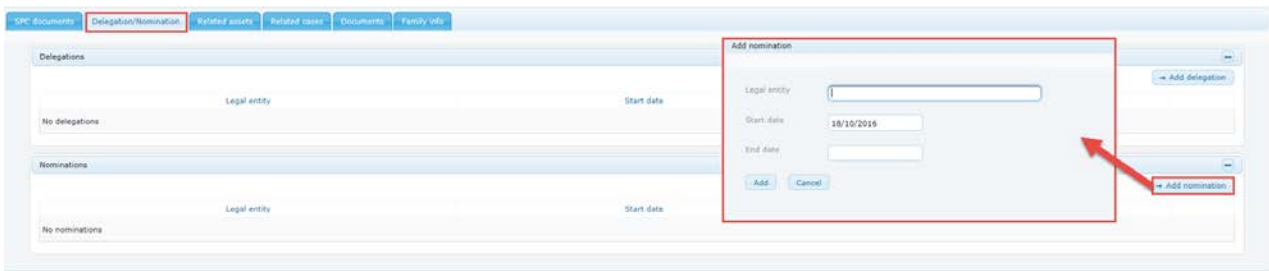 SPC documents Delegation/Nomination Related assets Related cases Documents Family info
Delegations
→ Add delegation
Legal entity Start date
No delegations
Nominations
→ Add nomination
Legal entity Start date
No nominations
Add nomination
Legal entity
Start date 18/10/2016
End date
Add Cancel